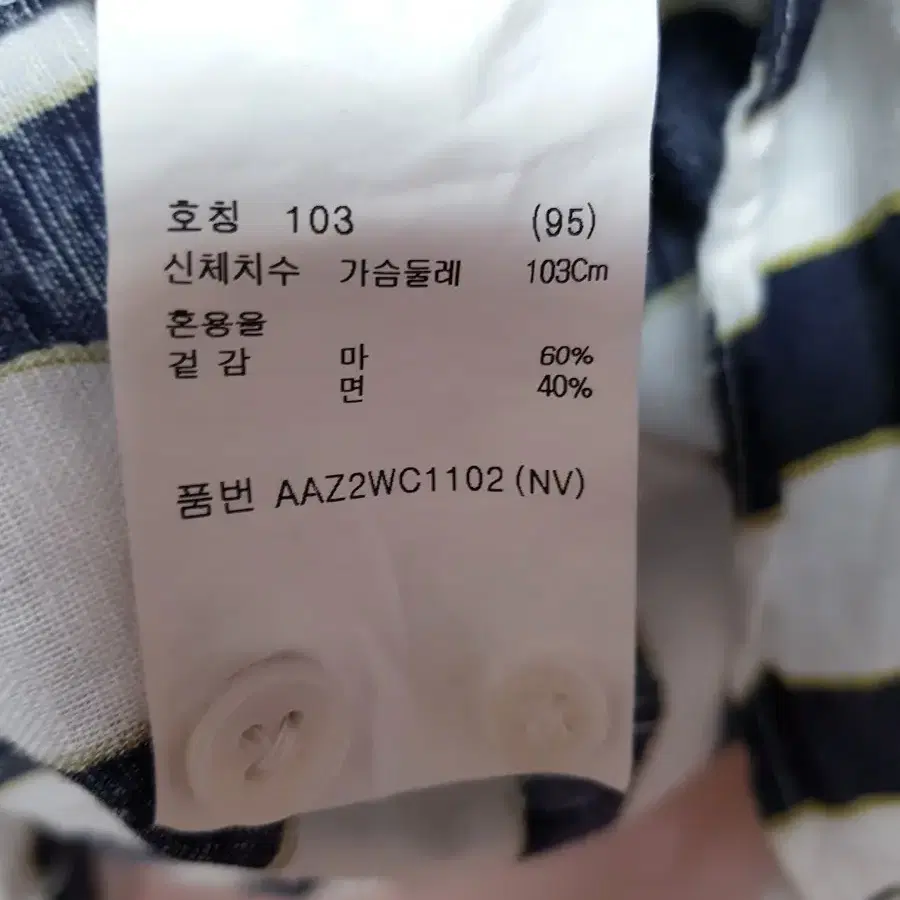 호칭 103 (95)
신체치수 가슴둘레 103Cm
혼용율
겉 감 마 60%
면 40%
품번 AAZ2WC1102 (NV)